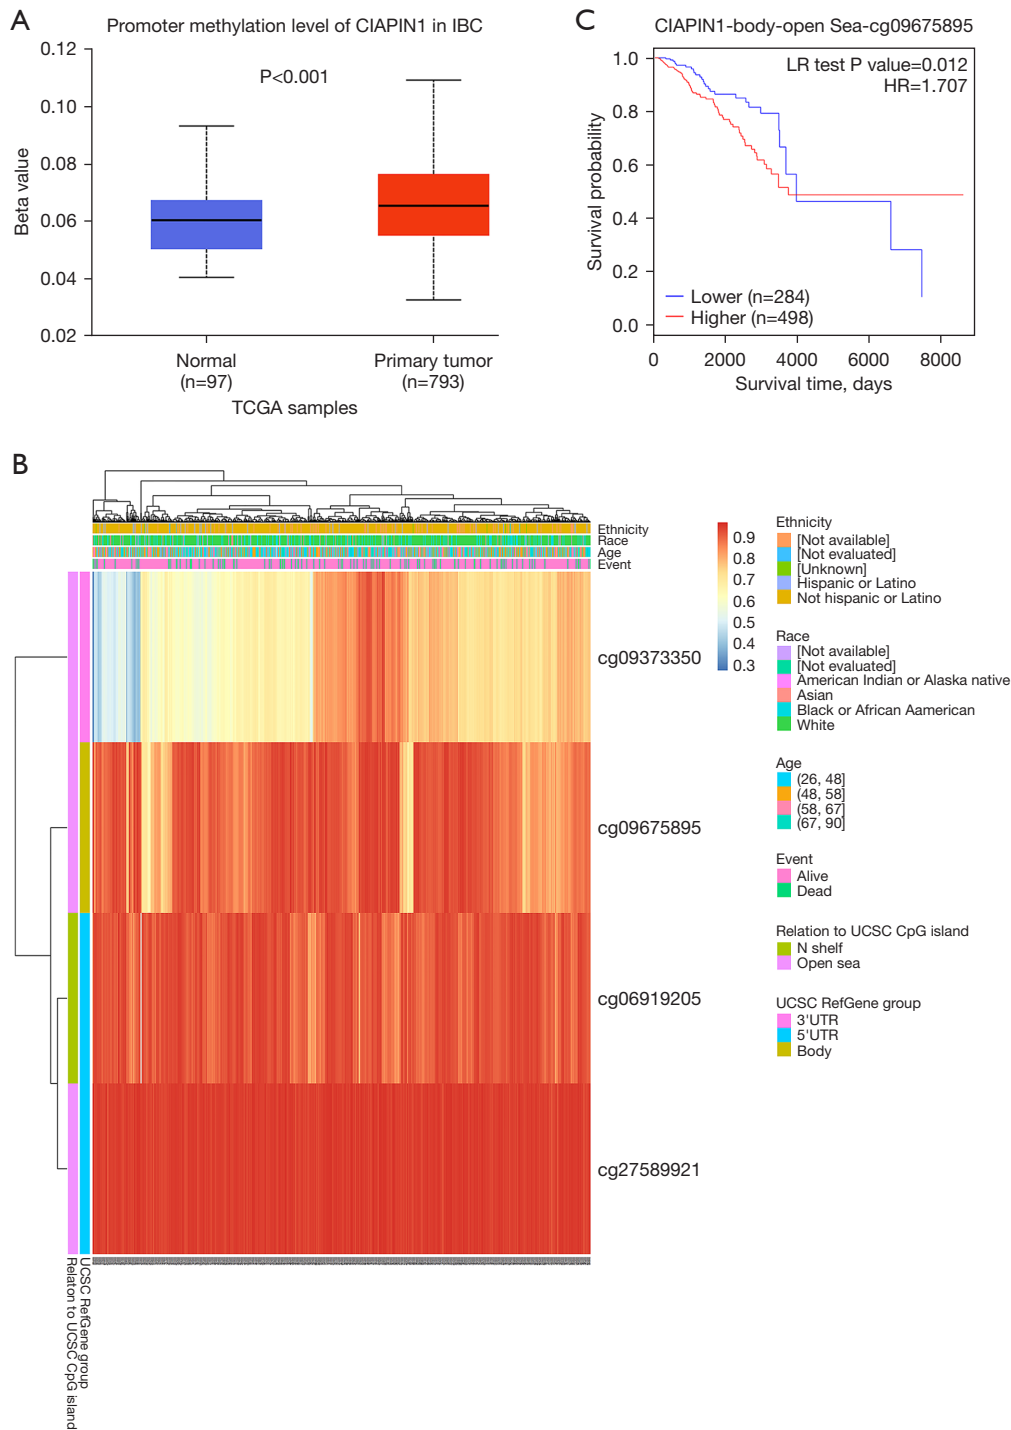 A
Promoter methylation level of CIAPIN1 in IBC
0.12
0.10
0.08
0.06
0.04
0.02
Beta value
P<0.001
Normal
(n=97)
Primary tumor
(n=793)
TCGA samples
C
CIAPIN1-body-open Sea-cg09675895
LR test P value=0.012
HR=1.707
1.0
0.8
0.6
0.4
0.2
0.0
Survival probability
Lower (n=284)
Higher (n=498)
0
2000
4000
6000
8000
Survival time, days
B
Ethnicity
Race
Age
Event
cg09373350
cg09675895
cg06919205
cg27589921
0.9
0.8
0.7
0.6
0.5
0.4
0.3
Ethnicity
[Not available]
[Not evaluated]
[Unknown]
Hispanic or Latino
Not hispanic or Latino
Race
[Not available]
[Not evaluated]
American Indian or Alaska native
Asian
Black or African Aamerican
White
Age
(26, 48]
(48, 58]
(58, 67]
(67, 90]
Event
Alive
Dead
Relation to UCSC CpG island
N shelf
Open sea
UCSC RefGene group
3'UTR
5'UTR
Body
UCSC RefGene group
Relaton to UCSC CpG island